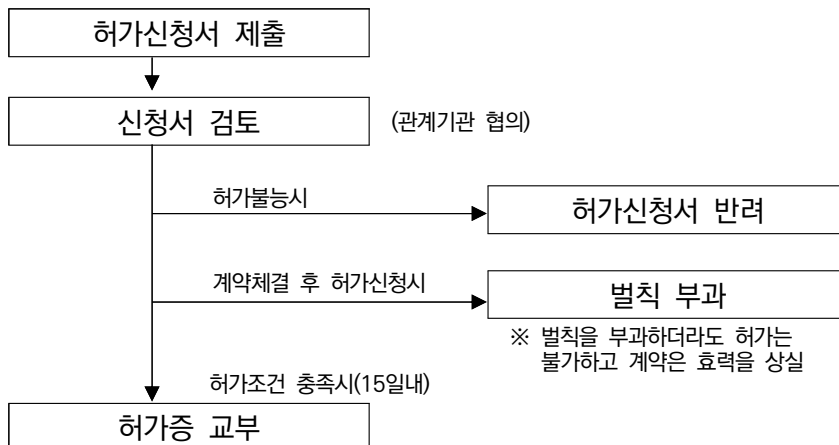 허가신청서 제출
신청서 검토
(관계기관 협의)
허가불능시
허가신청서 반려
계약체결 후 허가신청시
벌칙 부과
※ 벌칙을 부과하더라도 허가는
불가하고 계약은 효력을 상실
허가조건 충족시(15일내)
허가증 교부